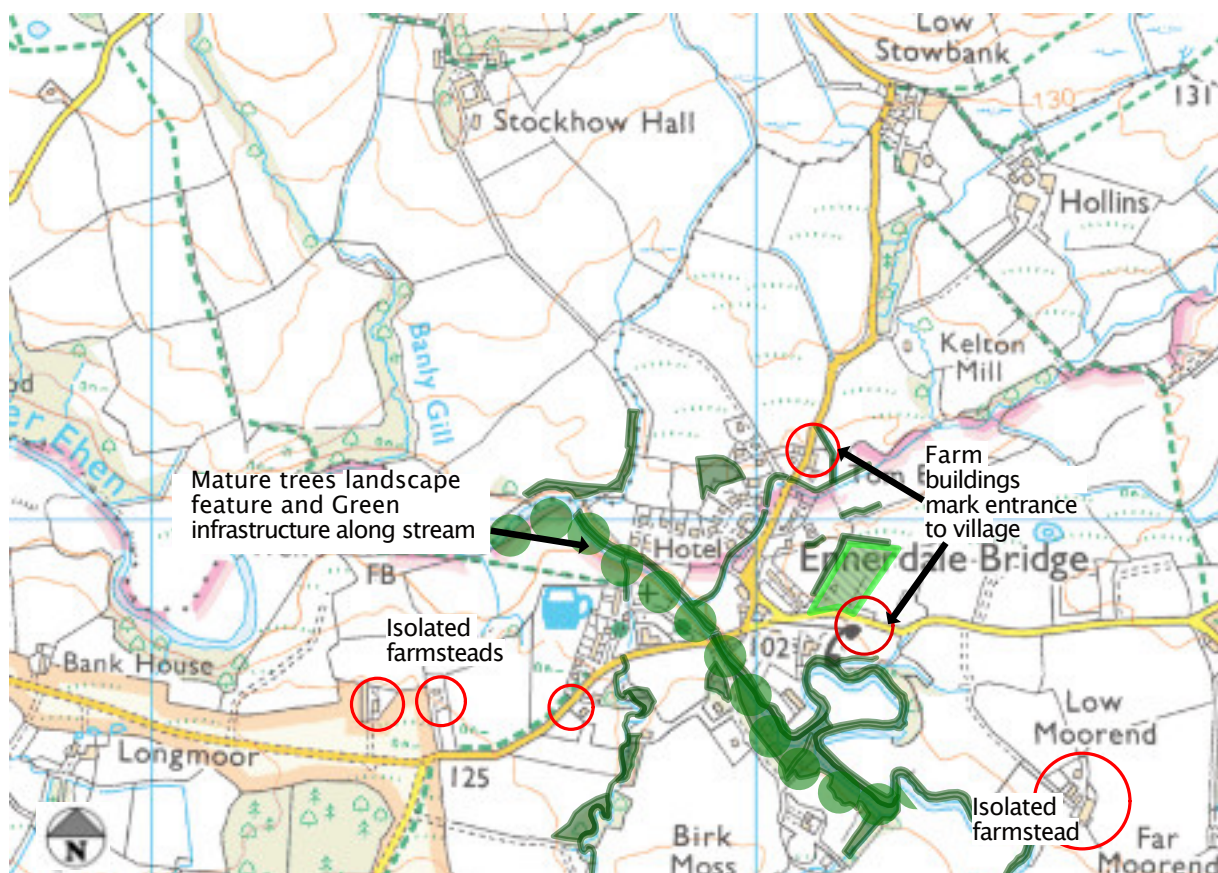 Low
Stowbank
130
131
Stockhow Hall
Hollins
Banly Gill
Kelton
Mill
er Ehen
Mature trees landscape
feature and Green
infrastructure along stream
Farm
buildings
mark entrance
to village
Hotel
Ennerdale Bridge
FB
Isolated
farmsteads
102
Bank House
Low
Moorend
Longmoor
125
Isolated
farmstead
Birk
Moss
Far
Moorend
N